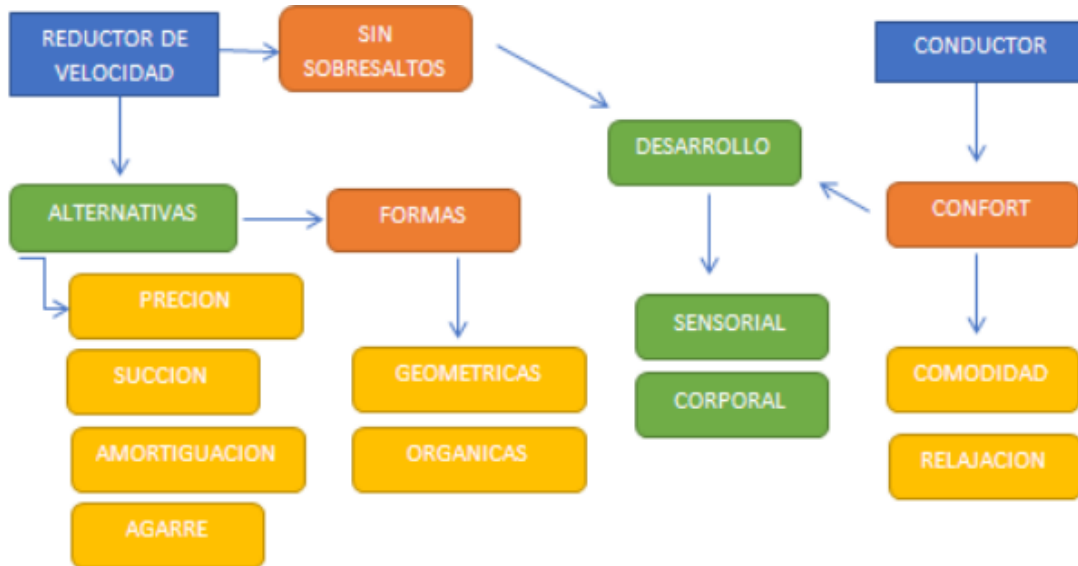 REDUCTOR DE
VELOCIDAD
SIN
SOBRESALTOS
CONDUCTOR
DESARROLLO
ALTERNATIVAS
FORMAS
CONFORT
PRECION
SUCCION
AMORTIGUACION
AGARRE
GEOMETRICAS
ORGANICAS
SENSORIAL
CORPORAL
COMODIDAD
RELAJACION